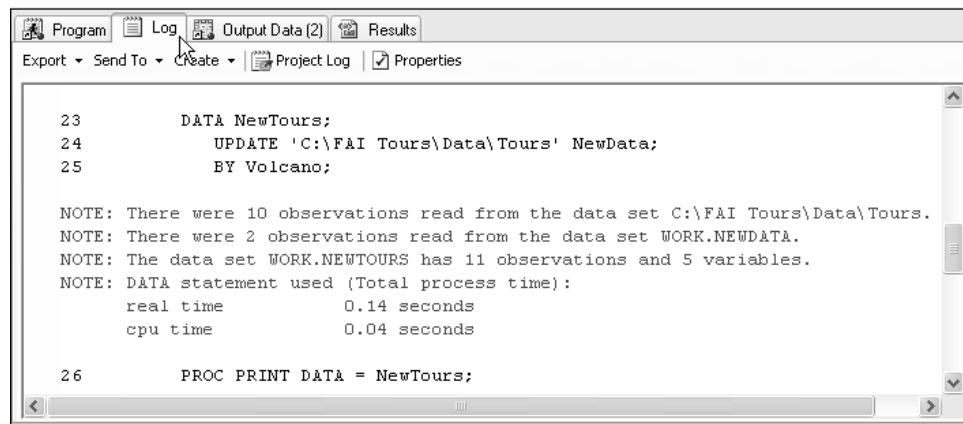 Program Log Output Data (2) Results
Export Send To Create Project Log Properties
23 DATA NewTours;
24 UPDATE 'C:\FAI Tours\Data\Tours' NewData;
25 BY Volcano;
NOTE: There were 10 observations read from the data set C:\FAI Tours\Data\Tours.
NOTE: There were 2 observations read from the data set WORK.NEWDATA.
NOTE: The data set WORK.NEWTOURS has 11 observations and 5 variables.
NOTE: DATA statement used (Total process time):
real time 0.14 seconds
cpu time 0.04 seconds
26 PROC PRINT DATA = NewTours;